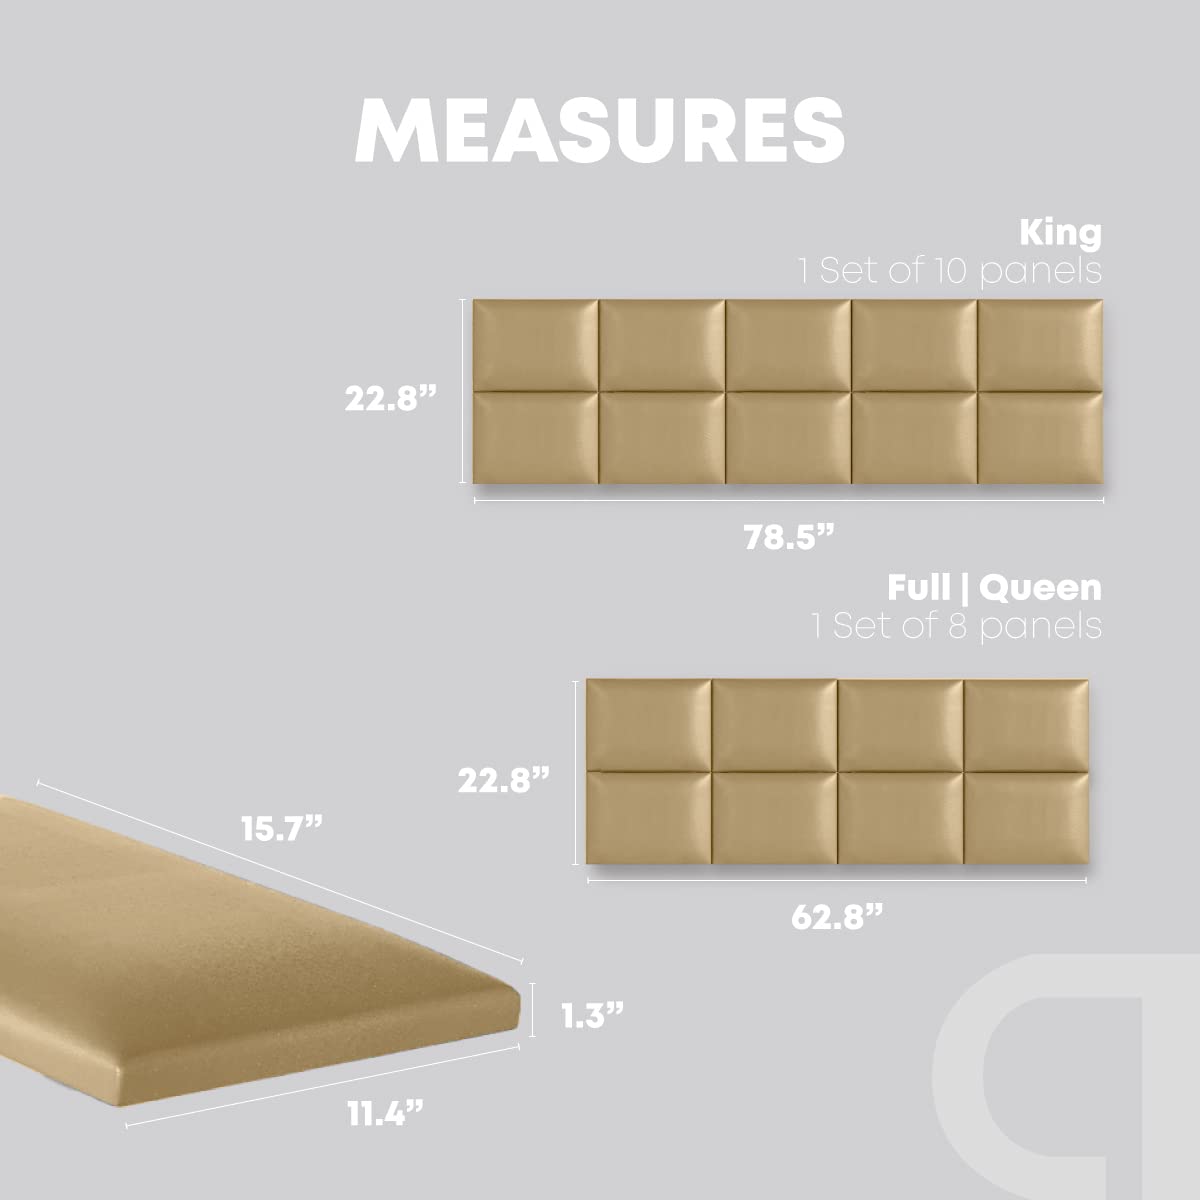 MEASURES
King
1 Set of 10 panels
22.8”
78.5”
Full | Queen
1 Set of 8 panels
22.8”
62.8”
15.7”
1.3”
11.4”